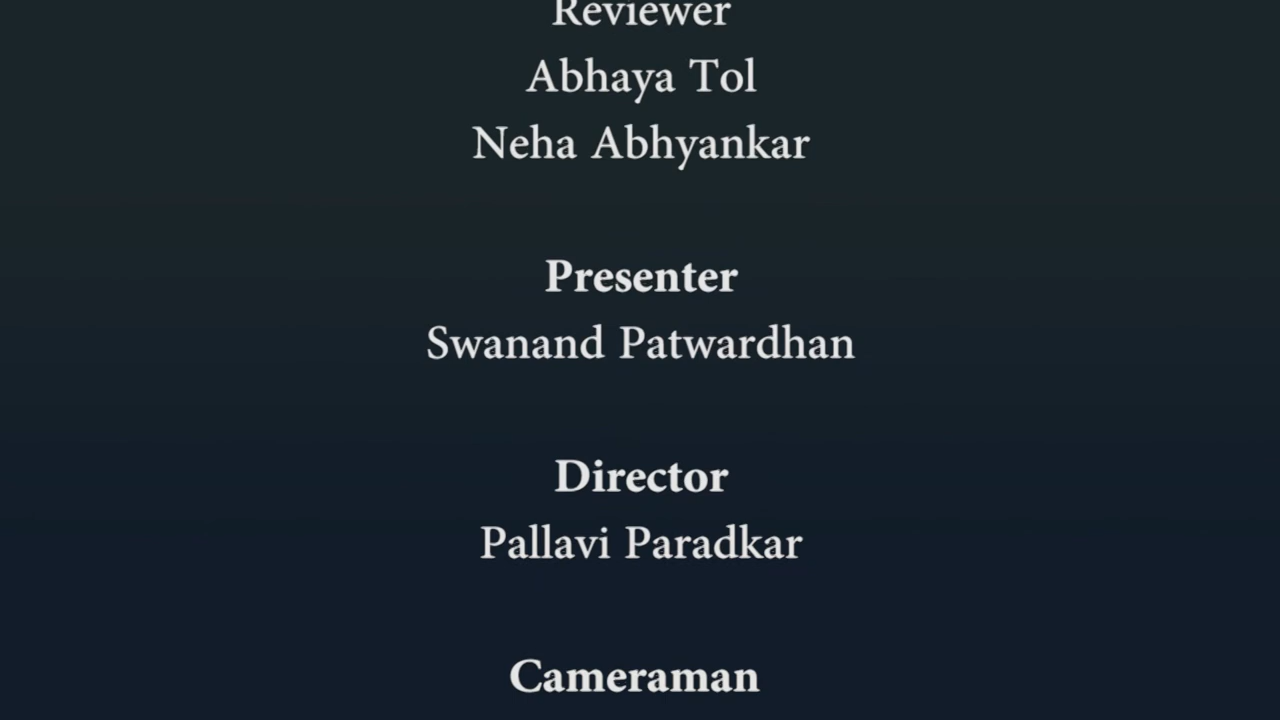 Reviewer
Abhaya Tol
Neha Abhyankar
Presenter
Swanand Patwardhan
Director
Pallavi Paradkar
Cameraman